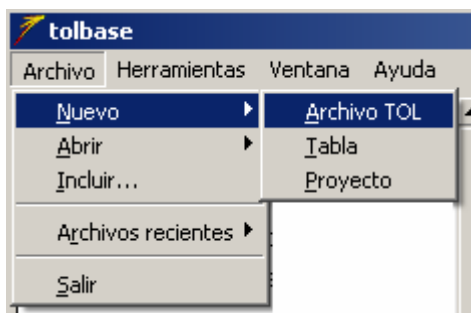 tolbase
Archivo Herramientas Ventana Ayuda
Nuevo
Abrir
Incluir...
Archivos recientes
Salir
Archivo TOL
Tabla
Proyecto